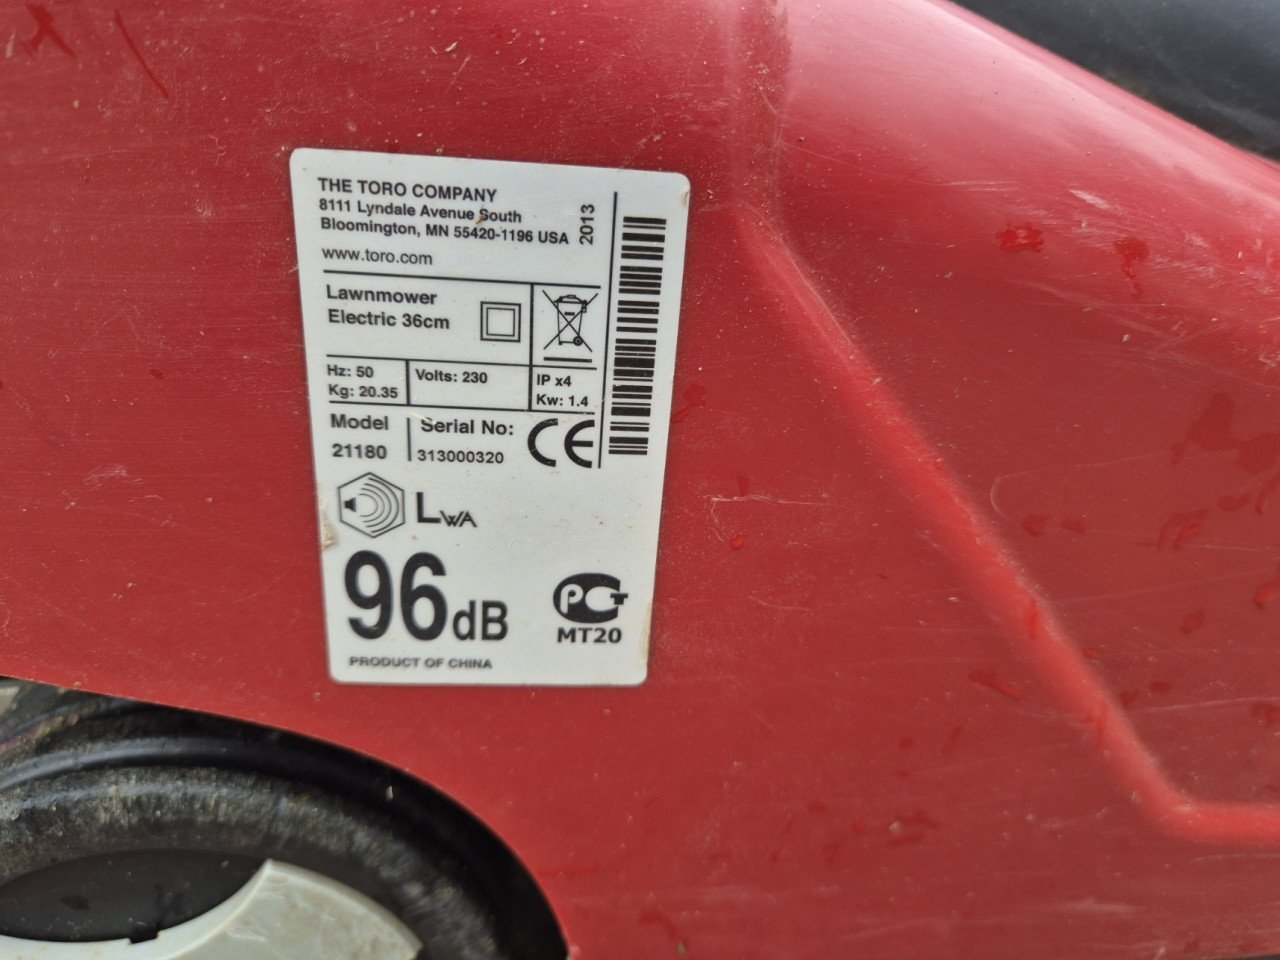 THE TORO COMPANY
8111 Lyndale Avenue South
Bloomington, MN 55420-1196 USA
2013
www.toro.com
Lawnmower
Electric 36cm
Hz: 50
Kg: 20.35
Volts: 230
IP x4
Kw: 1.4
Model
21180
Serial No:
313000320
CE
LWA
96dB
PCT
MT20
PRODUCT OF CHINA